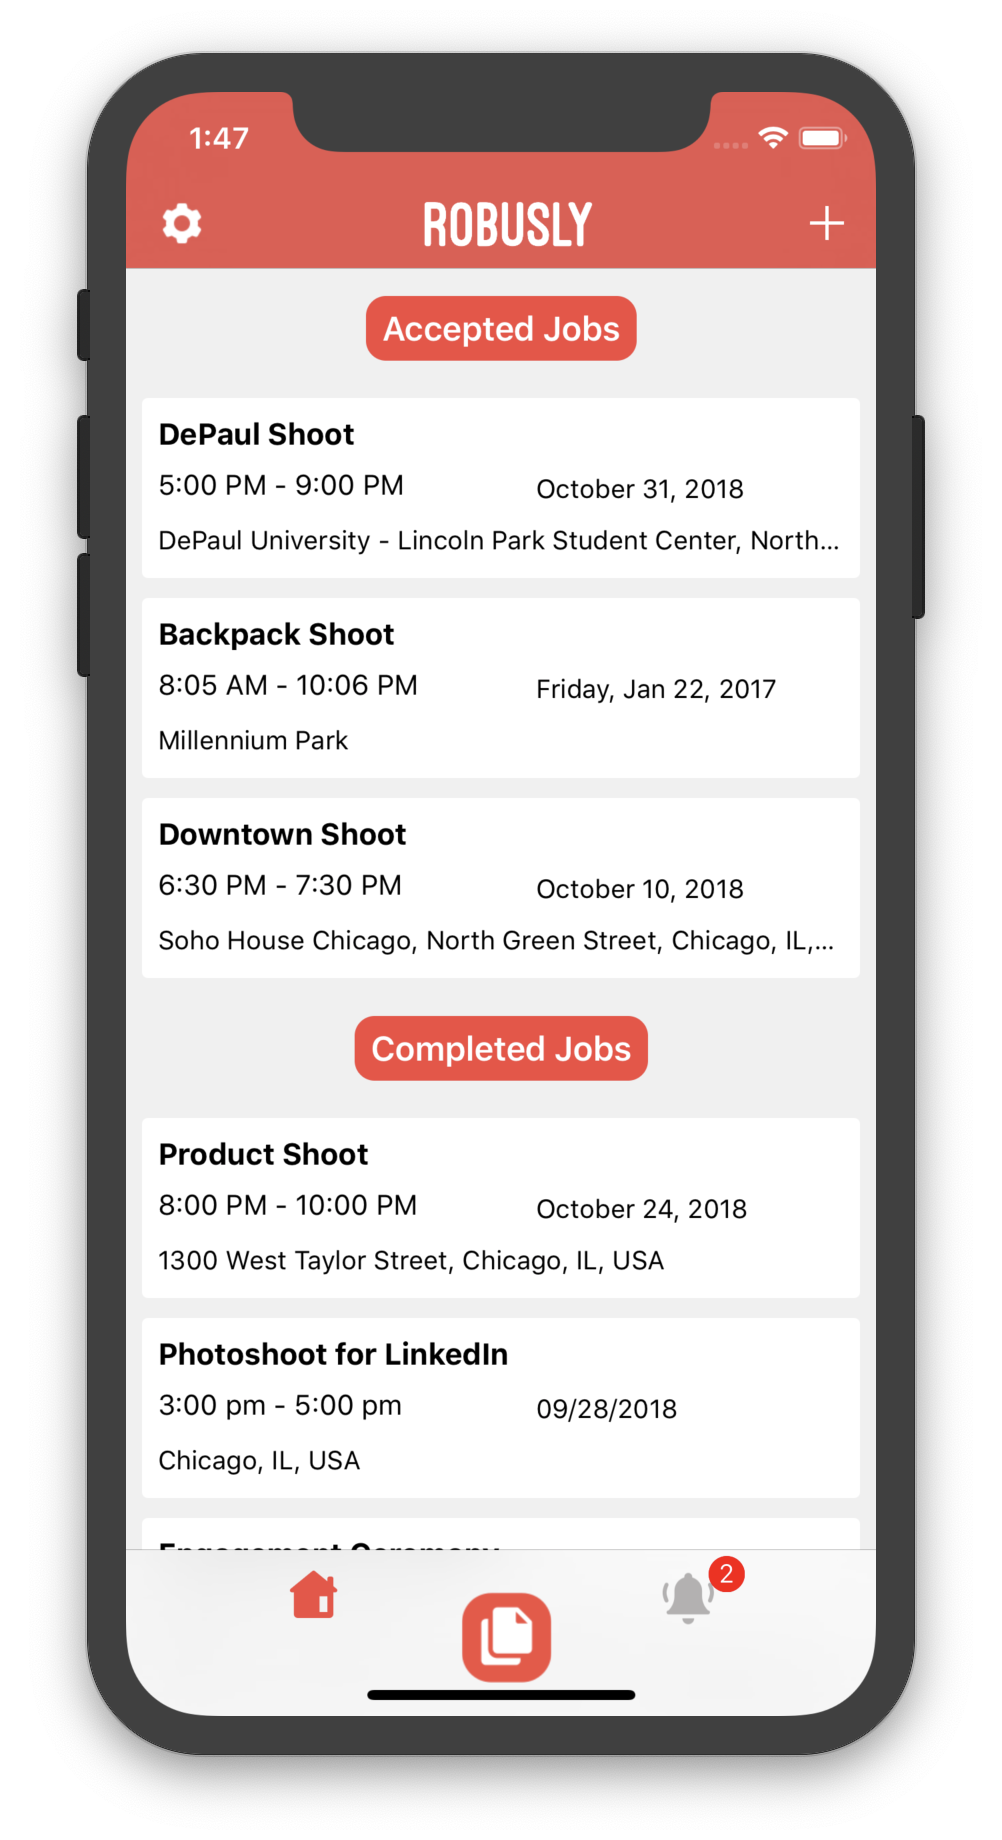 1:47
ROBUSLY
Accepted Jobs
DePaul Shoot
5:00 PM - 9:00 PM
October 31, 2018
DePaul University - Lincoln Park Student Center, North...
Backpack Shoot
8:05 AM - 10:06 PM
Friday, Jan 22, 2017
Millennium Park
Downtown Shoot
6:30 PM - 7:30 PM
October 10, 2018
Soho House Chicago, North Green Street, Chicago, IL,...
Completed Jobs
Product Shoot
8:00 PM - 10:00 PM
October 24, 2018
1300 West Taylor Street, Chicago, IL, USA
Photoshoot for LinkedIn
3:00 pm - 5:00 pm
09/28/2018
Chicago, IL, USA
Engagement Ceremony
2